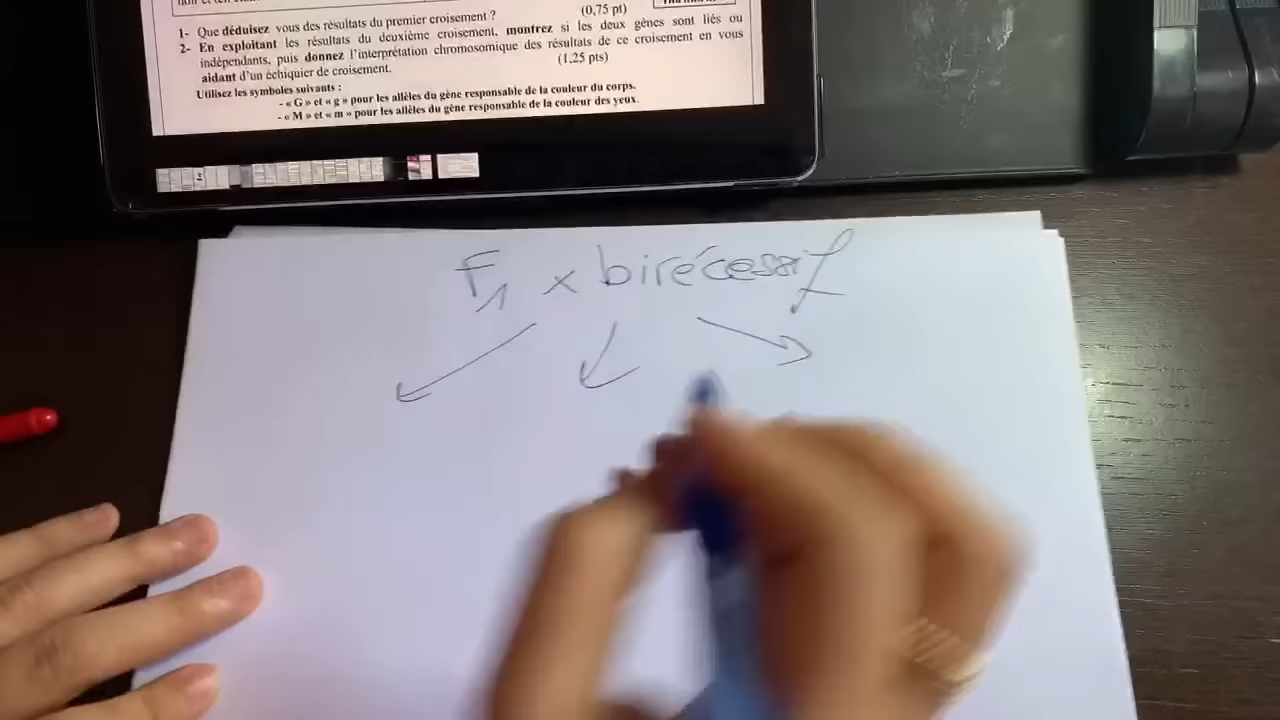 1- Que déduisez vous des résultats du premier croisement ? (0,75 pt)
2- En exploitant les résultats du deuxième croisement, montrez si les deux gènes sont liés ou
indépendants, puis donnez l'interprétation chromosomique des résultats de ce croisement en vous
aidant d'un échiquier de croisement. (1,25 pts)
Utilisez les symboles suivants :
- « G » et « g » pour les allèles du gène responsable de la couleur du corps.
- « M » et « m » pour les allèles du gène responsable de la couleur des yeux.
F1 x birécessif